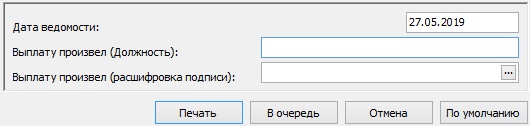 Дата ведомости: 27.05.2019
Выплату произвел (Должность):
Выплату произвел (расшифровка подписи): ...
Печать В очередь Отмена По умолчанию